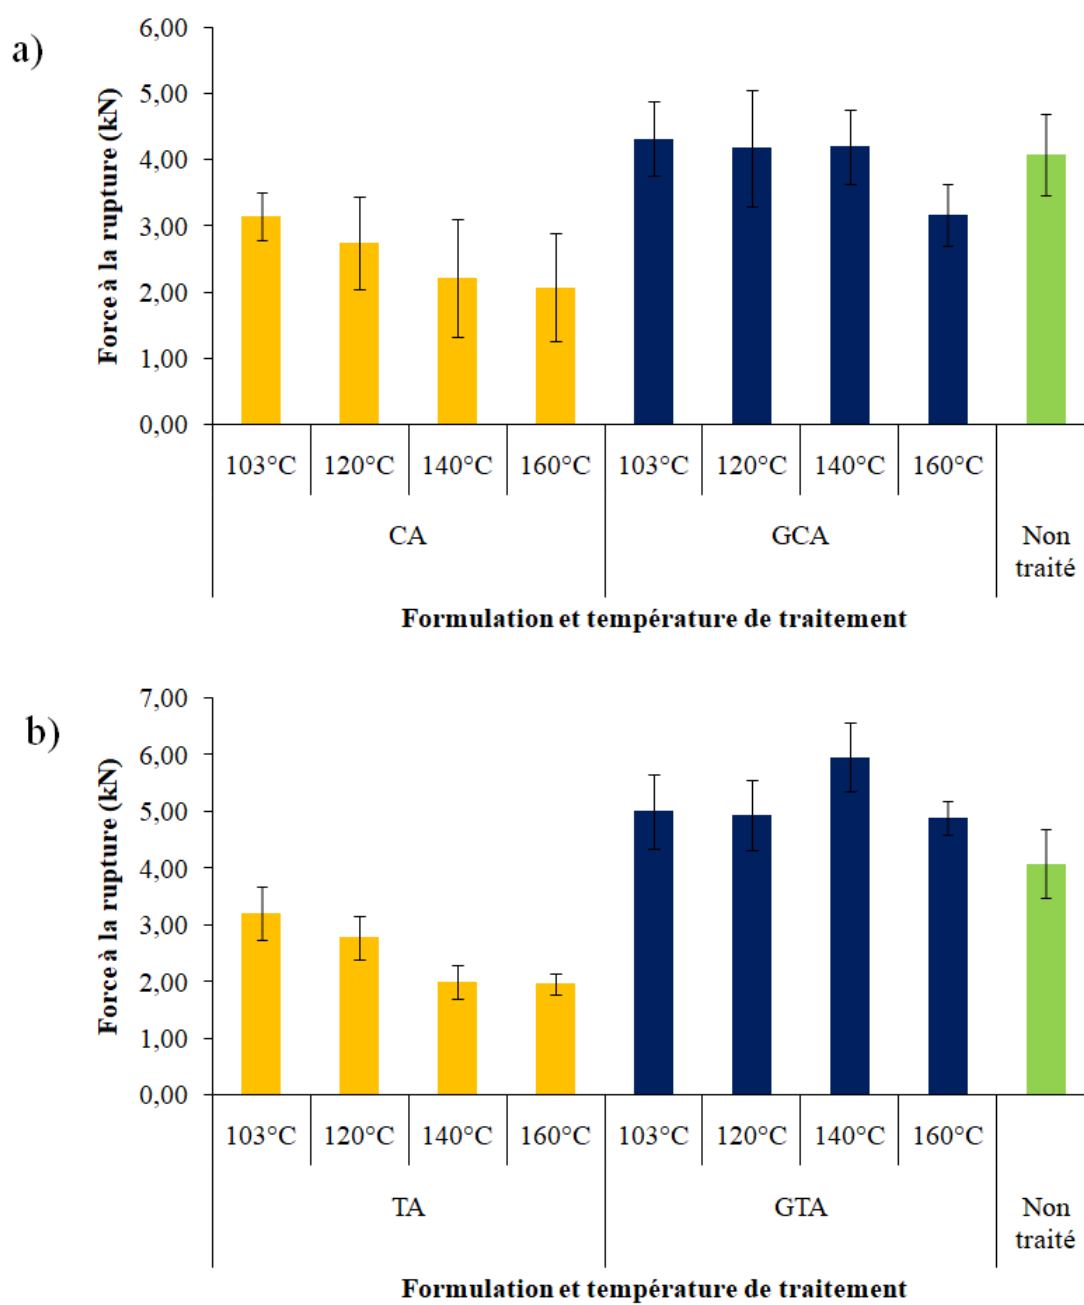 a)
Force à la rupture (kN)
6,00
5,00
4,00
3,00
2,00
1,00
0,00
103°C 120°C 140°C 160°C 103°C 120°C 140°C 160°C
CA GCA Non
traité
Formulation et température de traitement
b)
Force à la rupture (kN)
7,00
6,00
5,00
4,00
3,00
2,00
1,00
0,00
103°C 120°C 140°C 160°C 103°C 120°C 140°C 160°C
TA GTA Non
traité
Formulation et température de traitement